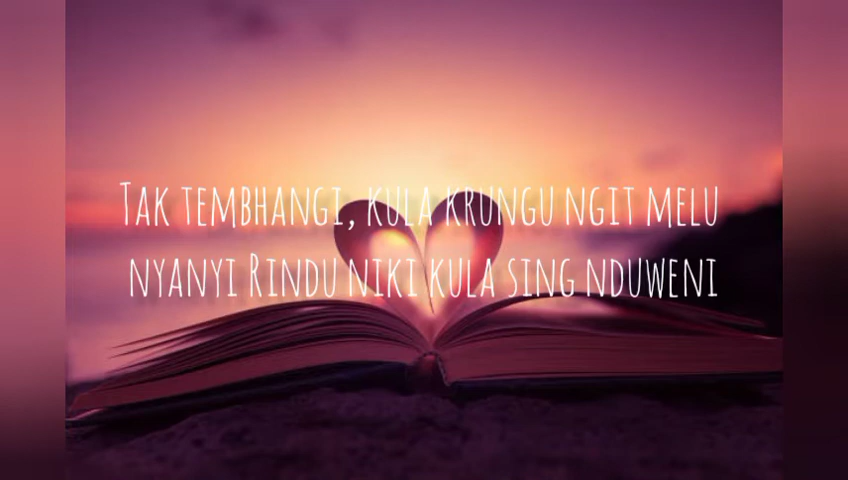 Tak tembhangi, kula krungu ngit melu
nyanyi Rindu niki kula sing nduweni